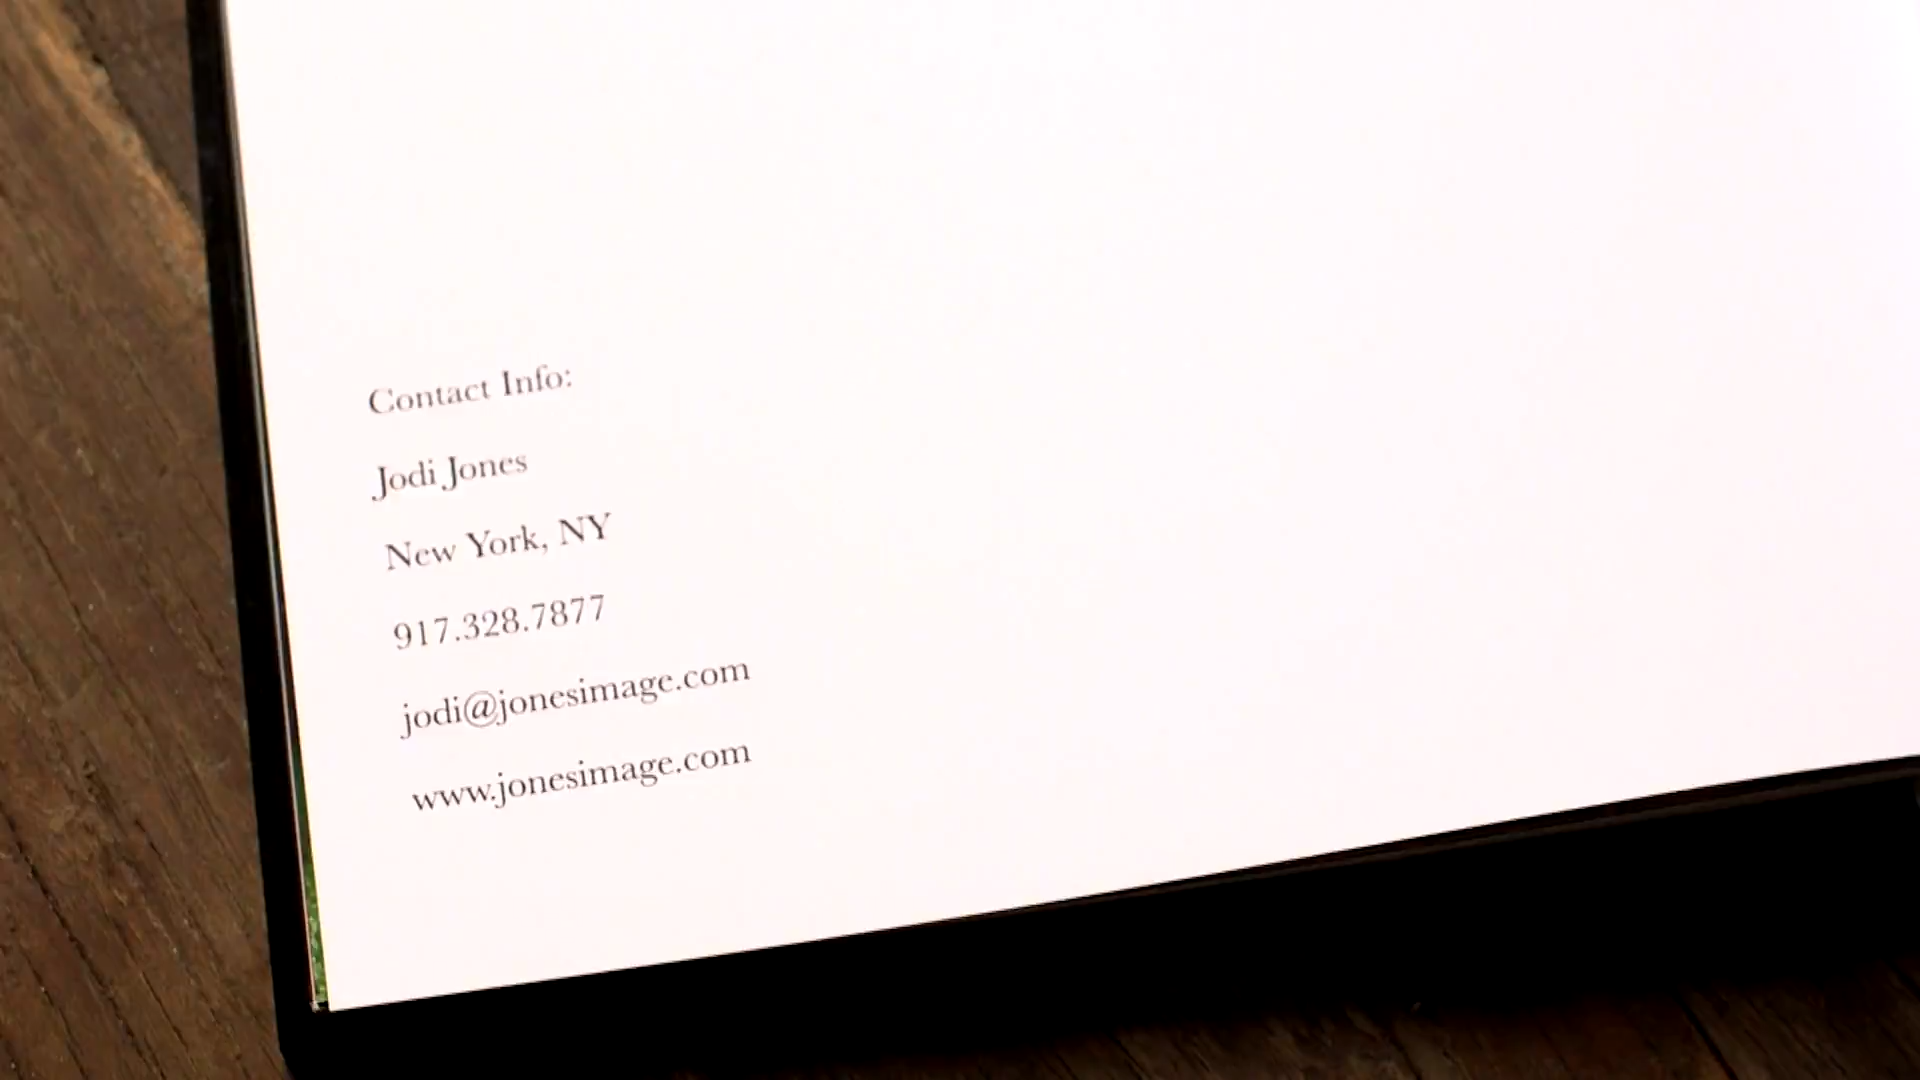 Contact Info:
Jodi Jones
New York, NY
917.328.7877
jodi@jonesimage.com
www.jonesimage.com